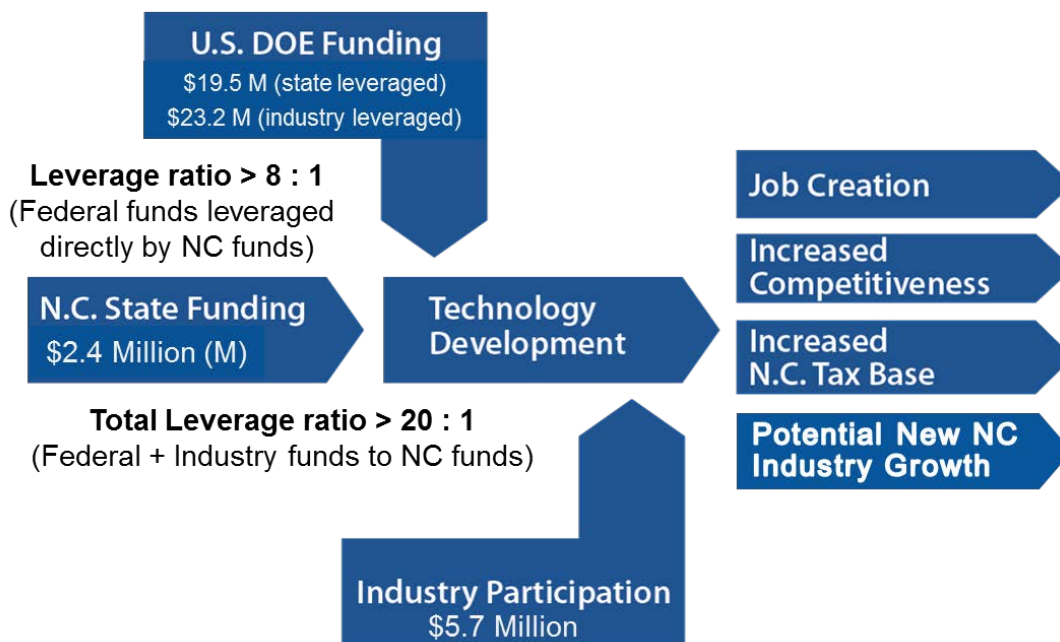 U.S. DOE Funding
$19.5 M (state leveraged)
$23.2 M (industry leveraged)
Leverage ratio > 8 : 1
(Federal funds leveraged
directly by NC funds)
N.C. State Funding
$2.4 Million (M)
Technology
Development
Total Leverage ratio > 20 : 1
(Federal + Industry funds to NC funds)
Industry Participation
$5.7 Million
Job Creation
Increased
Competitiveness
Increased
N.C. Tax Base
Potential New NC
Industry Growth